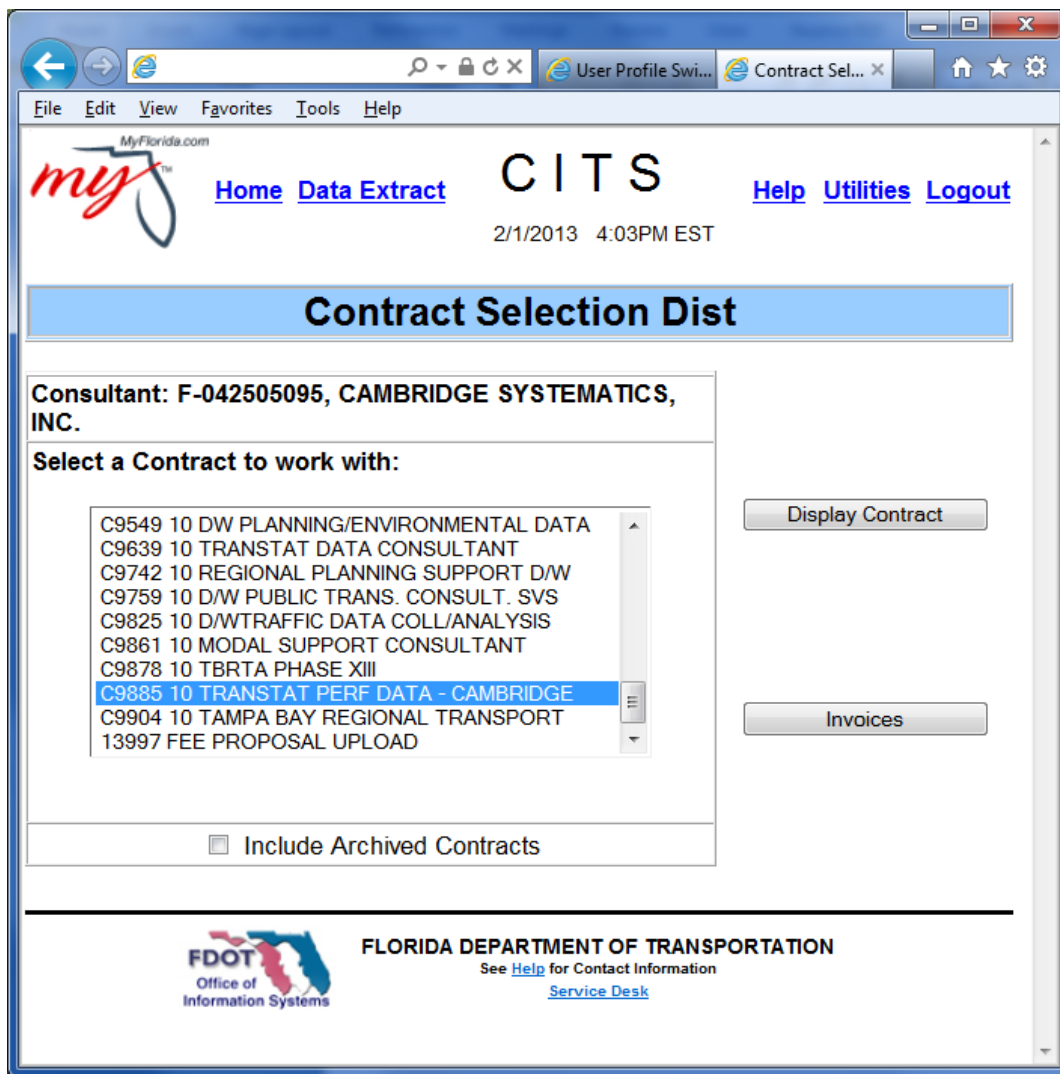 User Profile Swi...
Contract Sel...
File Edit View Favorites Tools Help
MyFlorida.com
my
TM
Home Data Extract
CITS
Help Utilities Logout
2/1/2013 4:03PM EST
Contract Selection Dist
Consultant: F-042505095, CAMBRIDGE SYSTEMATICS,
INC.
Select a Contract to work with:
C9549 10 DW PLANNING/ENVIRONMENTAL DATA
C9639 10 TRANSTAT DATA CONSULTANT
C9742 10 REGIONAL PLANNING SUPPORT D/W
C9759 10 D/W PUBLIC TRANS. CONSULT. SVS
C9825 10 D/WTRAFFIC DATA COLL/ANALYSIS
C9861 10 MODAL SUPPORT CONSULTANT
C9878 10 TBRTA PHASE XIII
C9885 10 TRANSTAT PERF DATA - CAMBRIDGE
C9904 10 TAMPA BAY REGIONAL TRANSPORT
13997 FEE PROPOSAL UPLOAD
Display Contract
Invoices
Include Archived Contracts
FDOT
Office of
Information Systems
FLORIDA DEPARTMENT OF TRANSPORTATION
See Help for Contact Information
Service Desk